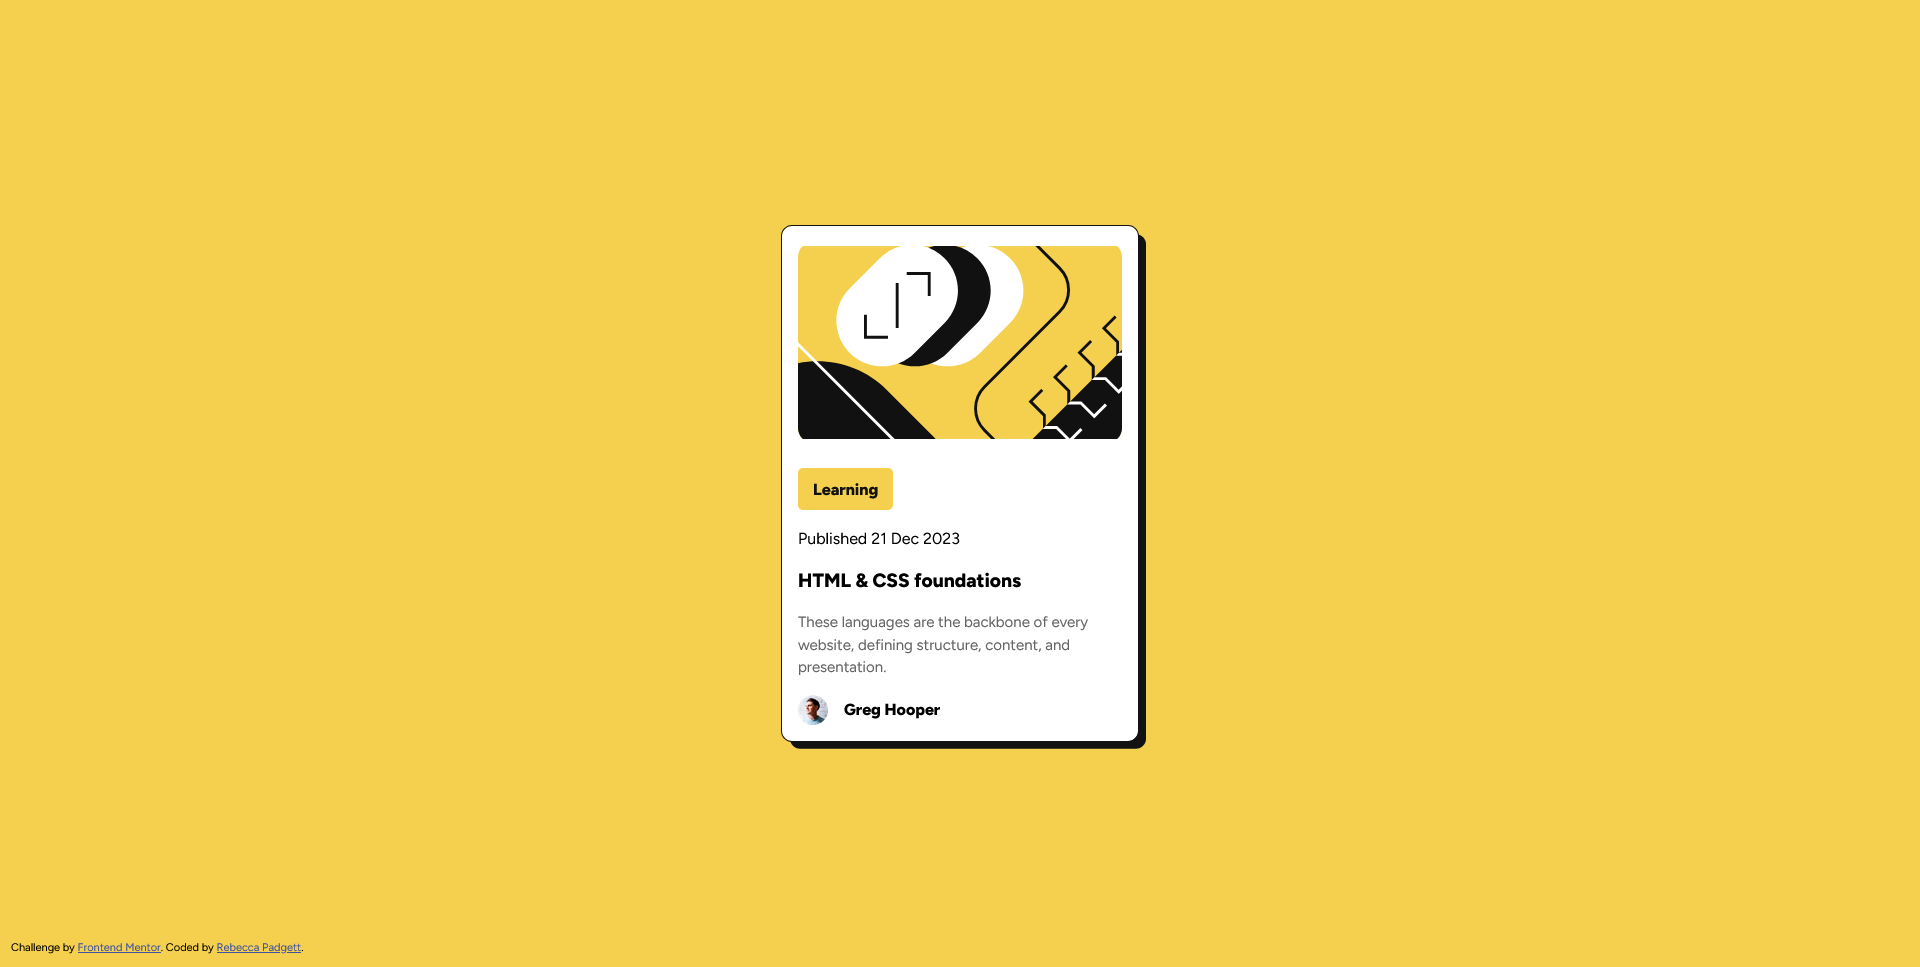 Learning
Published 21 Dec 2023
HTML & CSS foundations
These languages are the backbone of every
website, defining structure, content, and
presentation.
Greg Hooper
Challenge by Frontend Mentor. Coded by Rebecca Padgett.